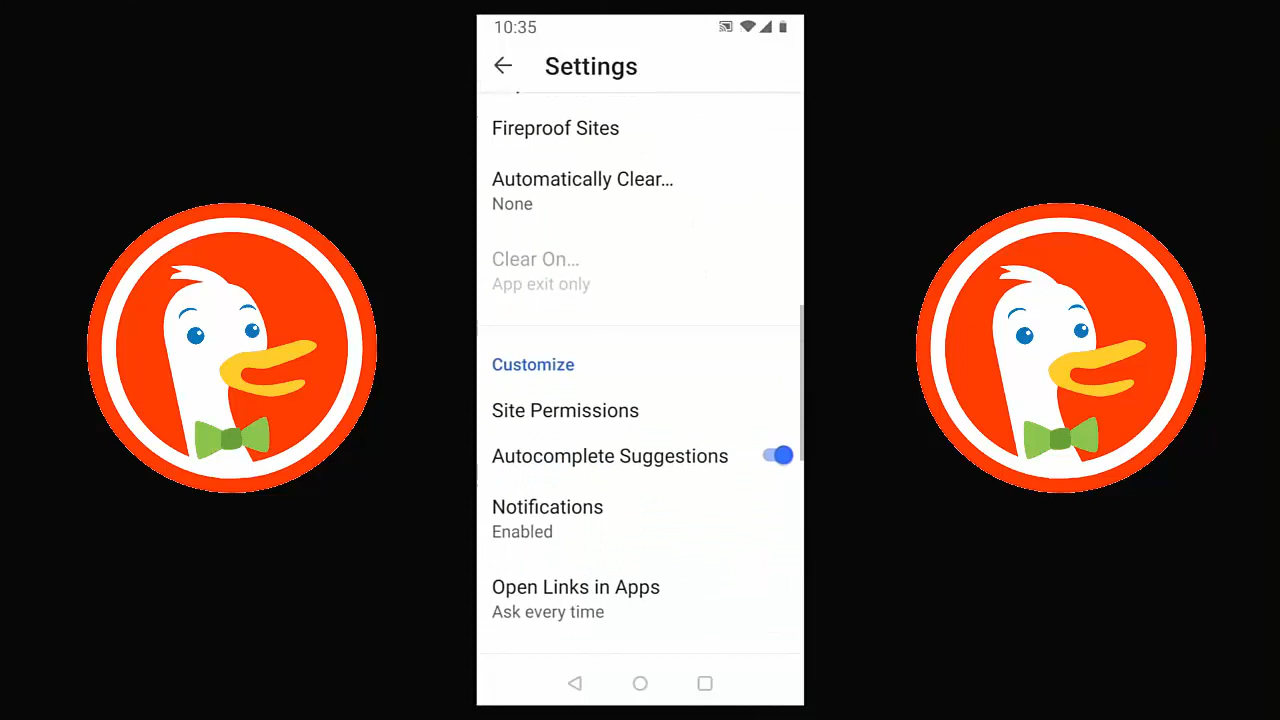 10:35
Settings
Fireproof Sites
Automatically Clear...
None
Clear On...
App exit only
Customize
Site Permissions
Autocomplete Suggestions
Notifications
Enabled
Open Links in Apps
Ask every time